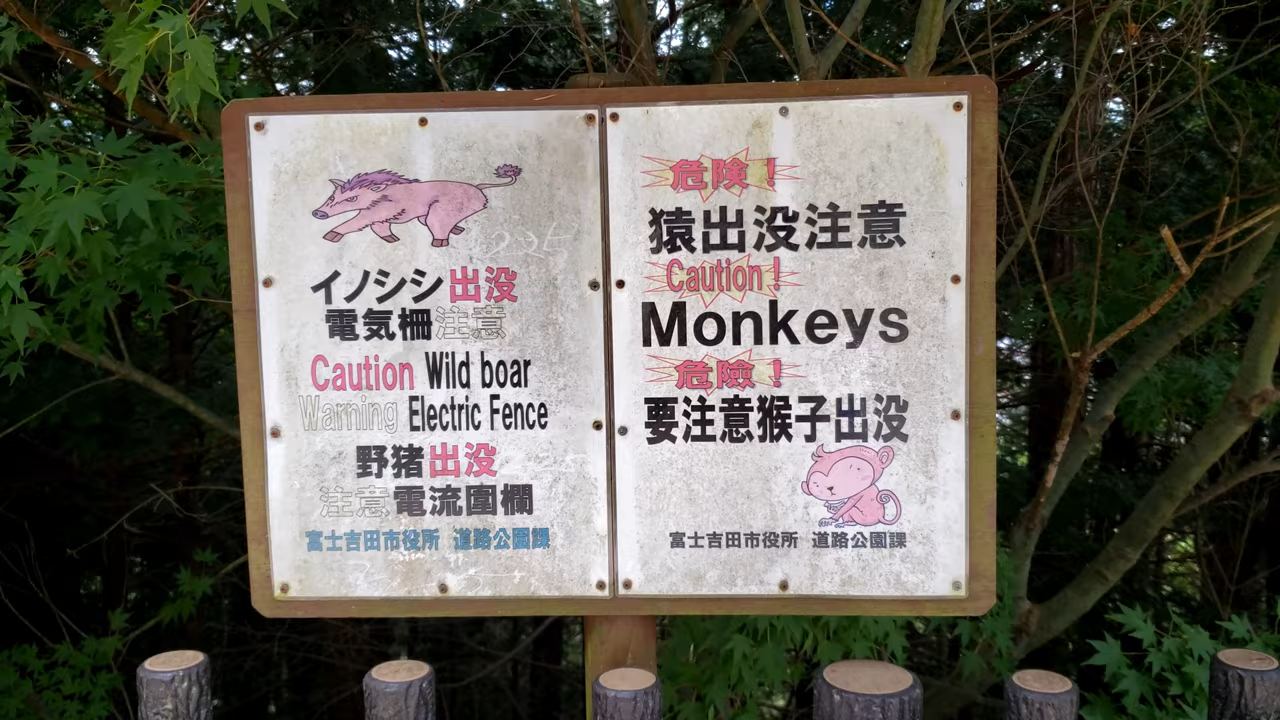 イノシシ出没
電気柵注意
Caution Wild boar
Warning Electric Fence
野猪出没
注意電流圍欄
富士吉田市役所 道路公園課
危険！
猿出没注意
Caution!
Monkeys
危險！
要注意猴子出没
富士吉田市役所 道路公園課